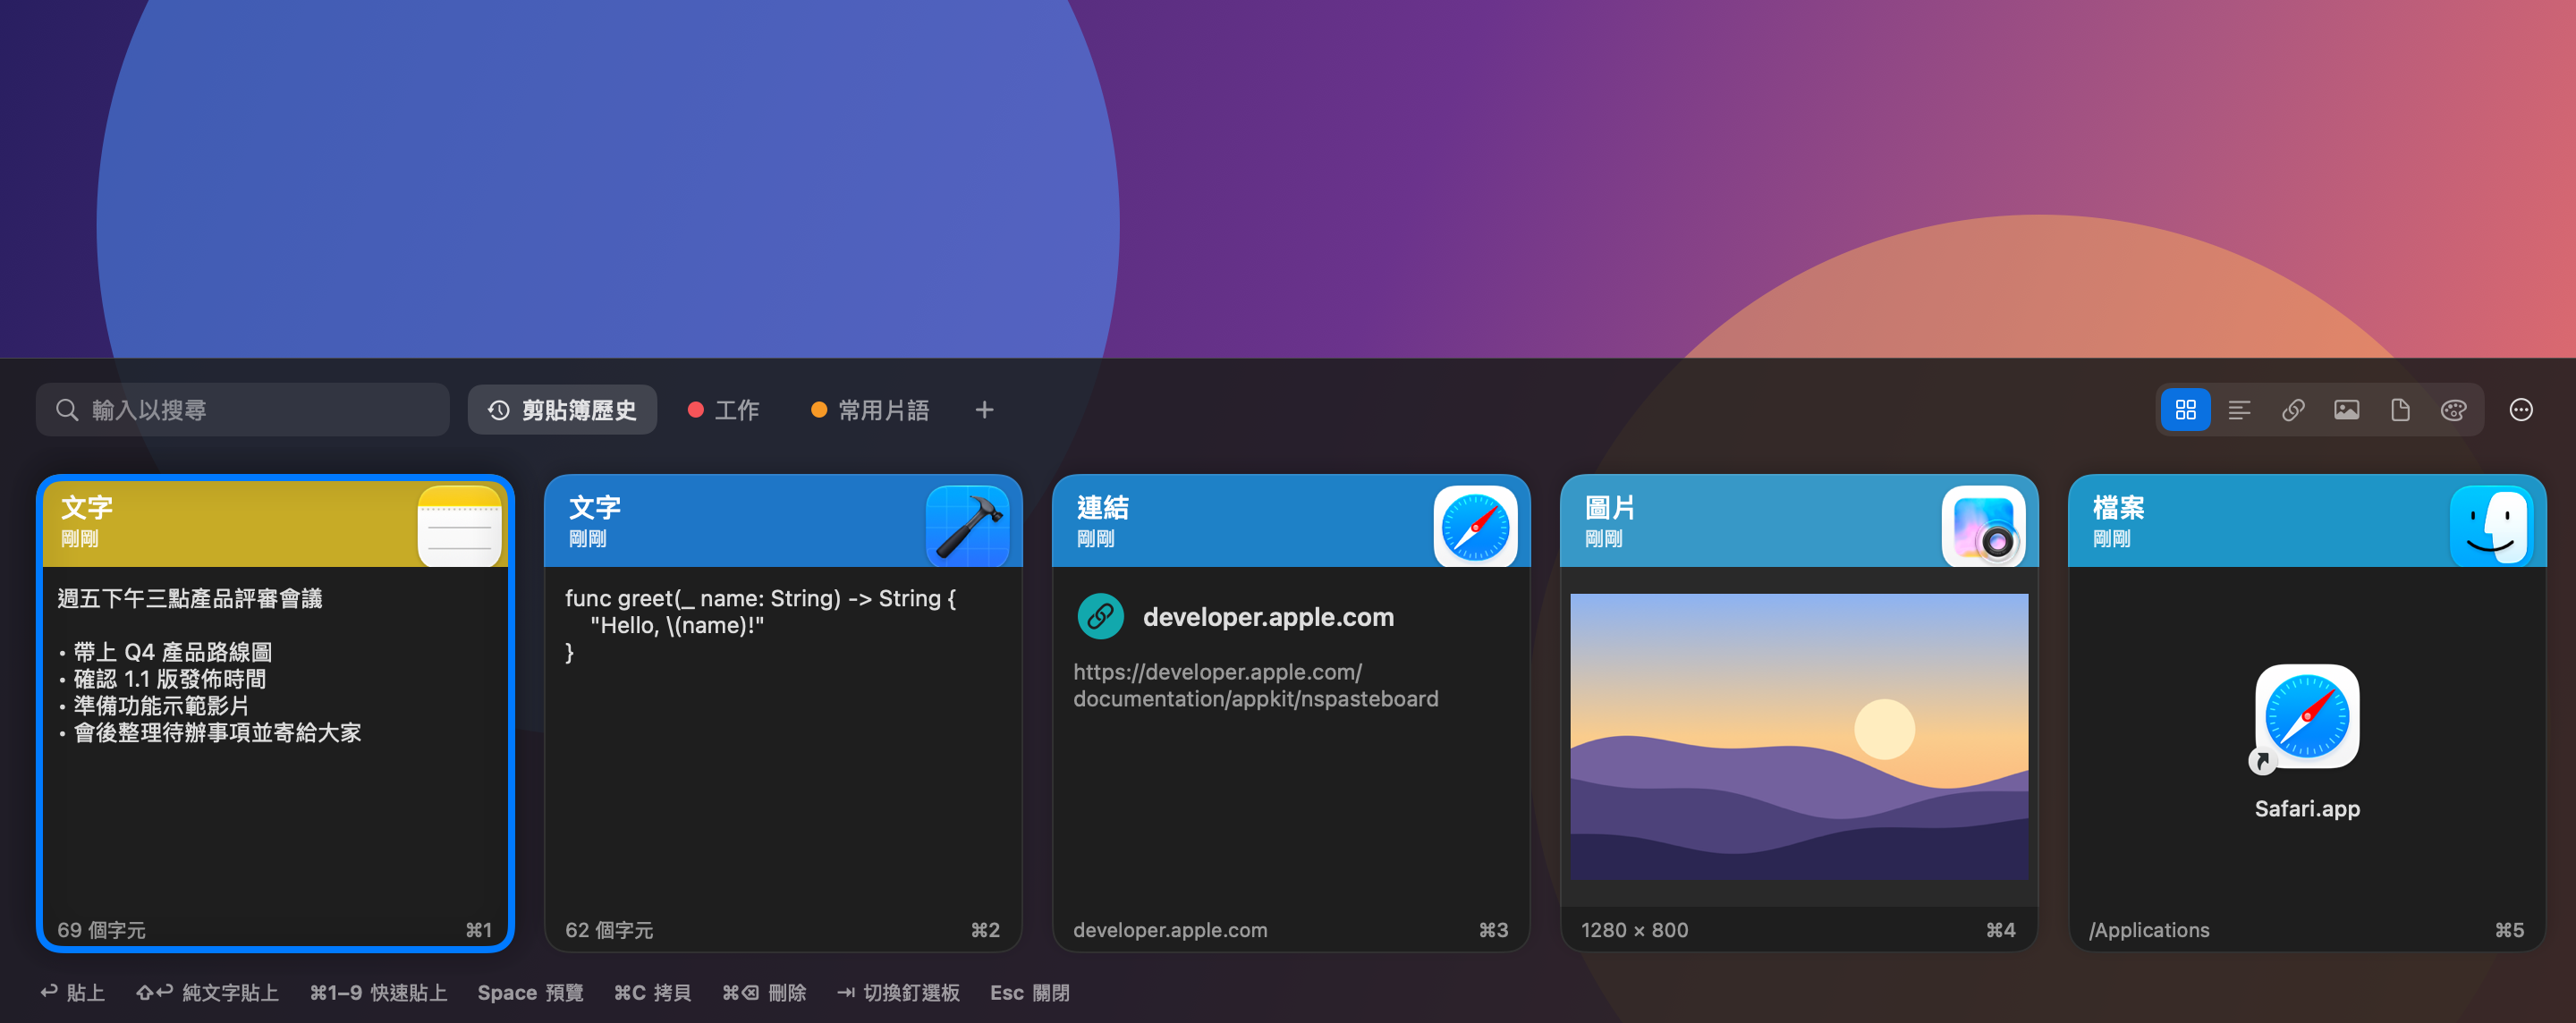 輸入以搜尋
剪貼簿歷史
工作
常用片語
文字
剛剛
週五下午三點產品評審會議
• 帶上 Q4 產品路線圖
• 確認 1.1 版發佈時間
• 準備功能示範影片
• 會後整理待辦事項並寄給大家
69 個字元
⌘1
文字
剛剛
func greet(_ name: String) -> String {
    "Hello, \(name)!"
}
62 個字元
⌘2
連結
剛剛
developer.apple.com
https://developer.apple.com/
documentation/appkit/nspasteboard
developer.apple.com
⌘3
圖片
剛剛
1280 × 800
⌘4
檔案
剛剛
Safari.app
/Applications
⌘5
↩ 貼上 ⇧↩ 純文字貼上 ⌘1–9 快速貼上 Space 預覽 ⌘C 拷貝 ⌘⌫ 刪除 ⇥ 切換釘選板 Esc 關閉